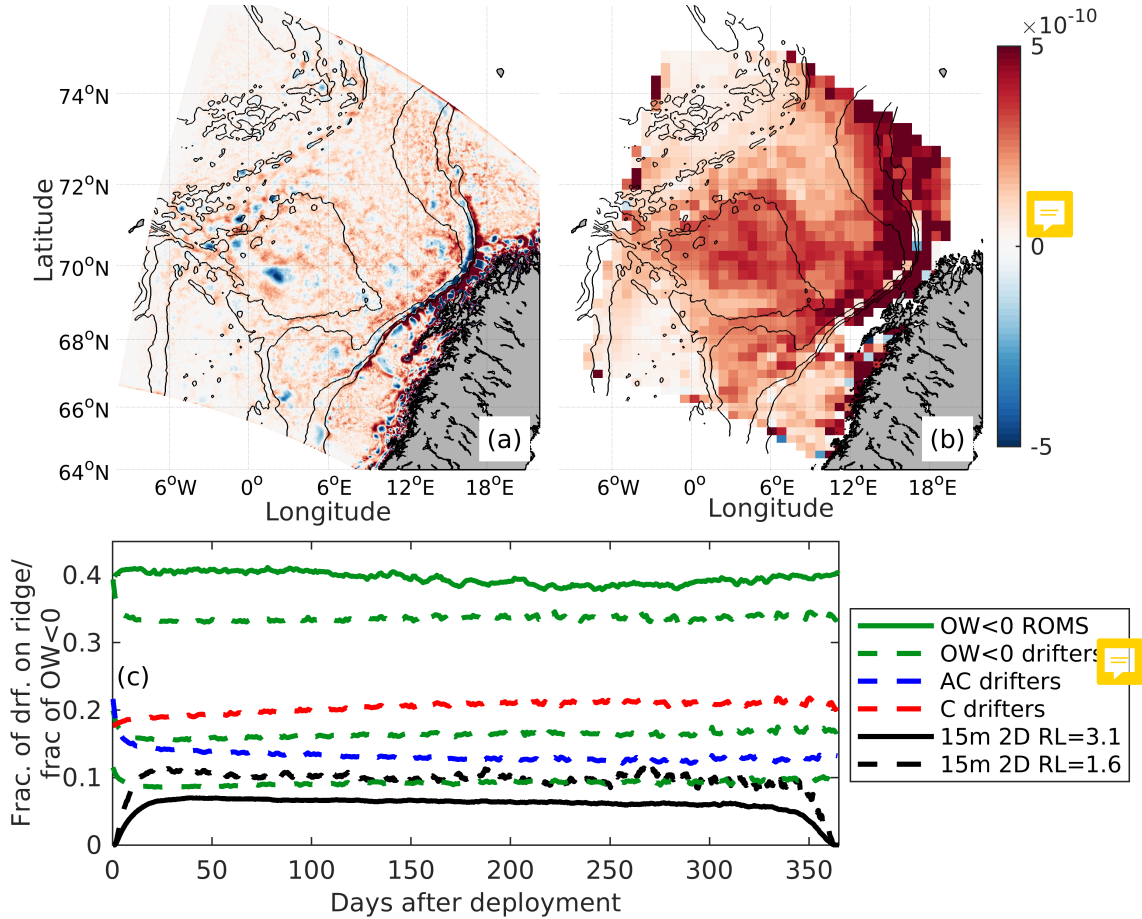 ×10⁻¹⁰
5
0
-5
74°N
72°N
70°N
68°N
66°N
64°N
Latitude
6°W 0° 6°E 12°E 18°E
Longitude
(a)
6°W 0° 6°E 12°E 18°E
Longitude
(b)
Frac. of drf. on ridge/
frac of OW<0
0.4
0.3
0.2
0.1
0
(c)
0 50 100 150 200 250 300 350
Days after deployment
OW<0 ROMS
OW<0 drifters
AC drifters
C drifters
15m 2D RL=3.1
15m 2D RL=1.6